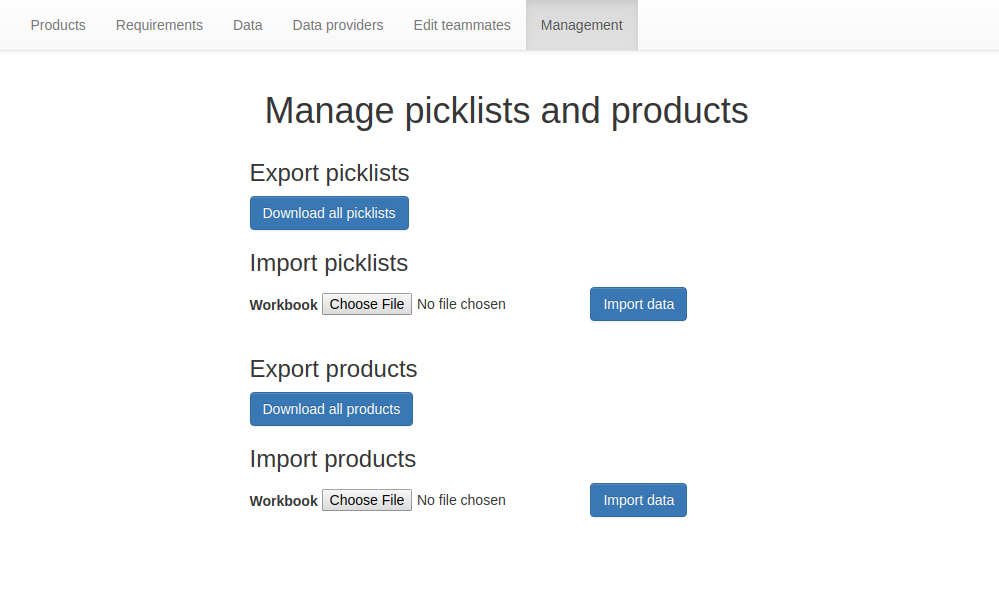 Products Requirements Data Data providers Edit teammates Management
Manage picklists and products
Export picklists
Download all picklists
Import picklists
Workbook Choose File No file chosen Import data
Export products
Download all products
Import products
Workbook Choose File No file chosen Import data